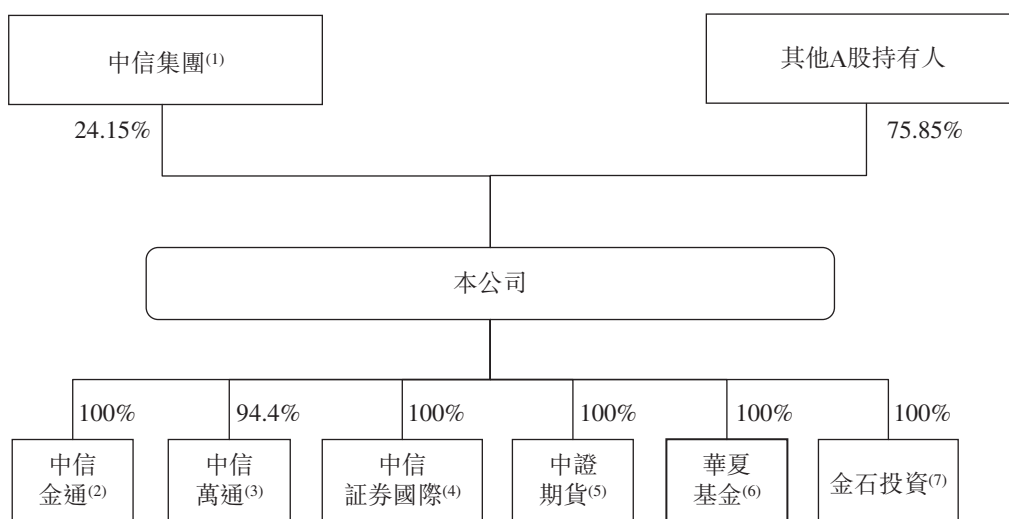 中信集團(1)
其他A股持有人
24.15%
75.85%
本公司
100%
94.4%
100%
100%
100%
100%
中信
金通(2)
中信
萬通(3)
中信
証券國際(4)
中證
期貨(5)
華夏
基金(6)
金石投資(7)